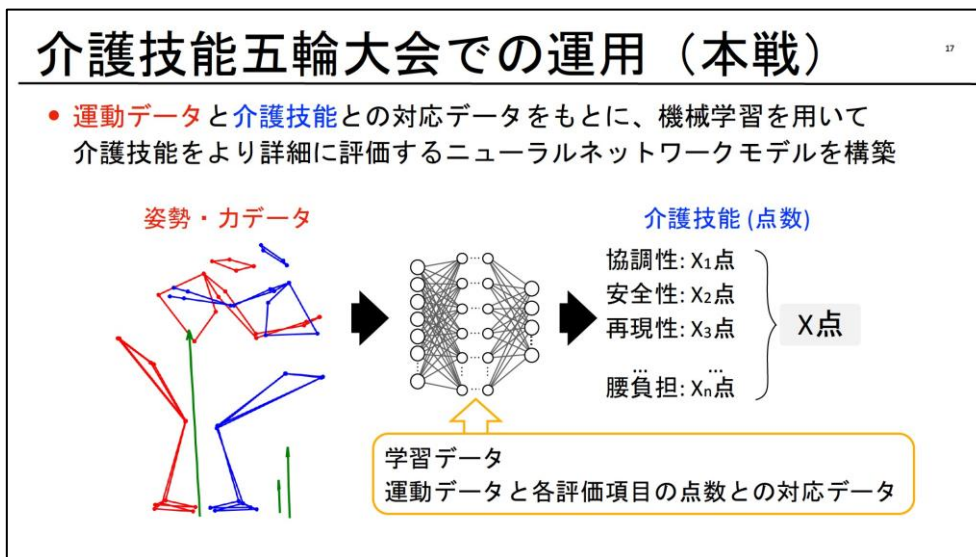 介護技能五輪大会での運用（本戦）
17
• 運動データと介護技能との対応データをもとに、機械学習を用いて
介護技能をより詳細に評価するニューラルネットワークモデルを構築
姿勢・力データ
介護技能 (点数)
協調性: X₁点
安全性: X₂点
再現性: X₃点
… …
腰負担: Xₙ点
X点
学習データ
運動データと各評価項目の点数との対応データ